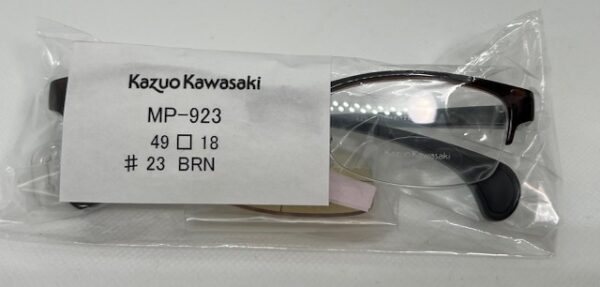 Kazuo Kawasaki
MP-923
49 □ 18
# 23 BRN
Kazuo Kawasaki